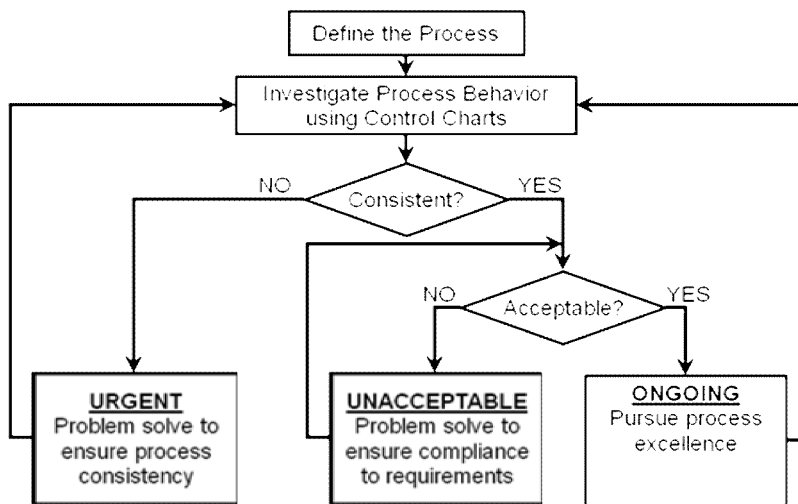 Define the Process
Investigate Process Behavior
using Control Charts
NO
Consistent?
YES
NO
Acceptable?
YES
URGENT
Problem solve to
ensure process
consistency
UNACCEPTABLE
Problem solve to
ensure compliance
to requirements
ONGOING
Pursue process
excellence